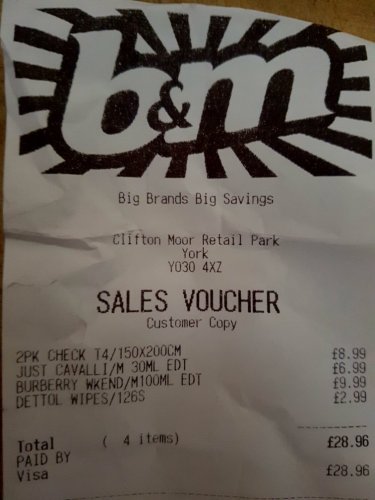 b&m
Big Brands Big Savings
Clifton Moor Retail Park
York
YO30 4XZ
SALES VOUCHER
Customer Copy
2PK CHECK T4/150X200CM £8.99
JUST CAVALLI/M 30ML EDT £6.99
BURBERRY WKEND/M100ML EDT £9.99
DETTOL WIPES/126S £2.99
Total ( 4 items) £28.96
PAID BY
Visa £28.96